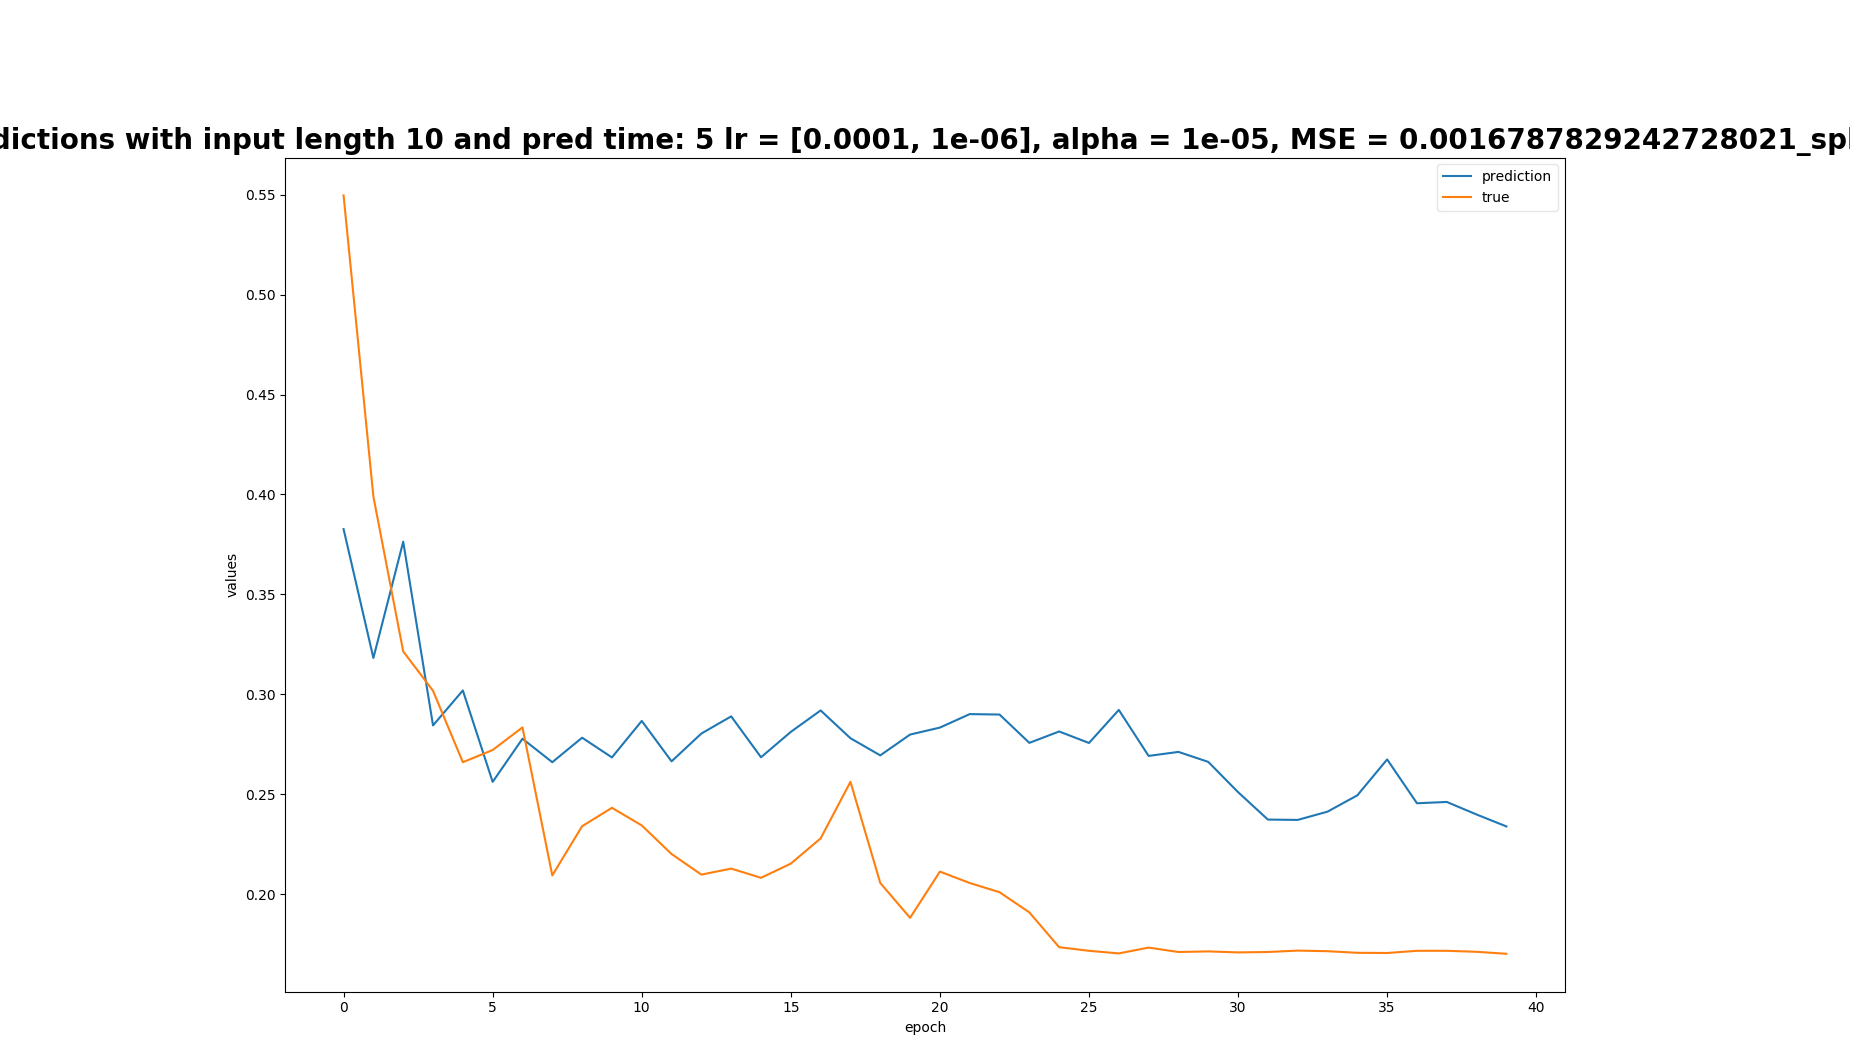 dictions with input length 10 and pred time: 5 lr = [0.0001, 1e-06], alpha = 1e-05, MSE = 0.0016787829242728021_spl
prediction
true
0.55
0.50
0.45
0.40
0.35
0.30
0.25
0.20
values
0 5 10 15 20 25 30 35 40
epoch